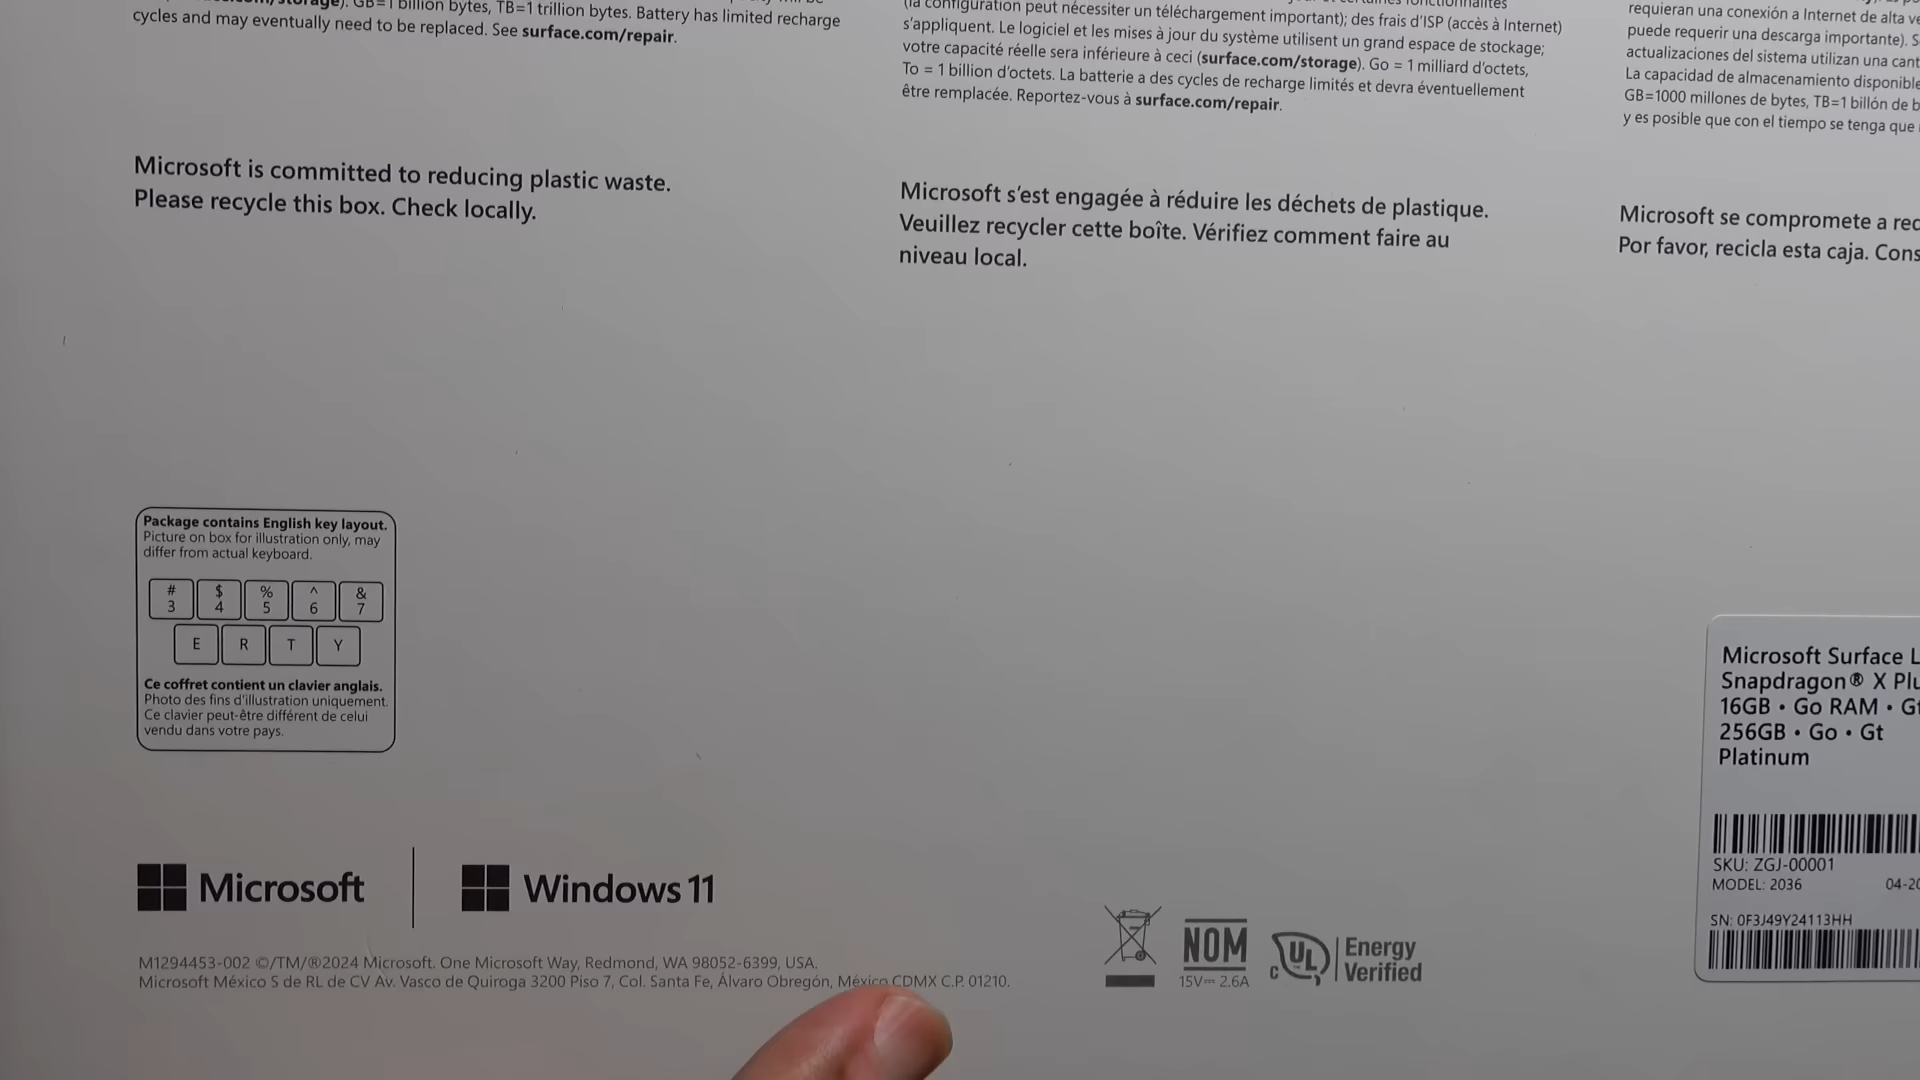 GB=1 billion bytes, TB=1 trillion bytes. Battery has limited recharge
cycles and may eventually need to be replaced. See surface.com/repair.
Microsoft is committed to reducing plastic waste.
Please recycle this box. Check locally.
(la configuration peut nécessiter un téléchargement important); des frais d'ISP (accès à Internet)
s'appliquent. Le logiciel et les mises à jour du système utilisent un grand espace de stockage;
votre capacité réelle sera inférieure à ceci (surface.com/storage). Go = 1 milliard d'octets,
To = 1 billion d'octets. La batterie a des cycles de recharge limités et devra éventuellement
être remplacée. Reportez-vous à surface.com/repair.
Microsoft s'est engagée à réduire les déchets de plastique.
Veuillez recycler cette boîte. Vérifiez comment faire au
niveau local.
requieran una conexión a Internet de alta
puede requerir una descarga importante).
actualizaciones del sistema utilizan una
La capacidad de almacenamiento disponible
GB=1000 millones de bytes, TB=1 billón de
y es posible que con el tiempo se tenga que
Microsoft se compromete a
Por favor, recicla esta caja.
Package contains English key layout.
Picture on box for illustration only, may
differ from actual keyboard.
# $ % ^ &
3 4 5 6 7
E R T Y
Ce coffret contient un clavier anglais.
Photo des fins d'illustration uniquement.
Ce clavier peut-être différent de celui
vendu dans votre pays.
Microsoft Surface
Snapdragon® X
16GB • Go RAM •
256GB • Go • Gt
Platinum
SKU: ZGJ-00001
MODEL: 2036
SN: 0F3J49Y24113HH
Microsoft
Windows 11
M1294453-002 ©/TM/®2024 Microsoft. One Microsoft Way, Redmond, WA 98052-6399, USA.
Microsoft México S de RL de CV Av. Vasco de Quiroga 3200 Piso 7, Col. Santa Fe, Álvaro Obregón, México CDMX C.P. 01210.
NOM
15V⎓ 2.6A
C UL
Energy
Verified